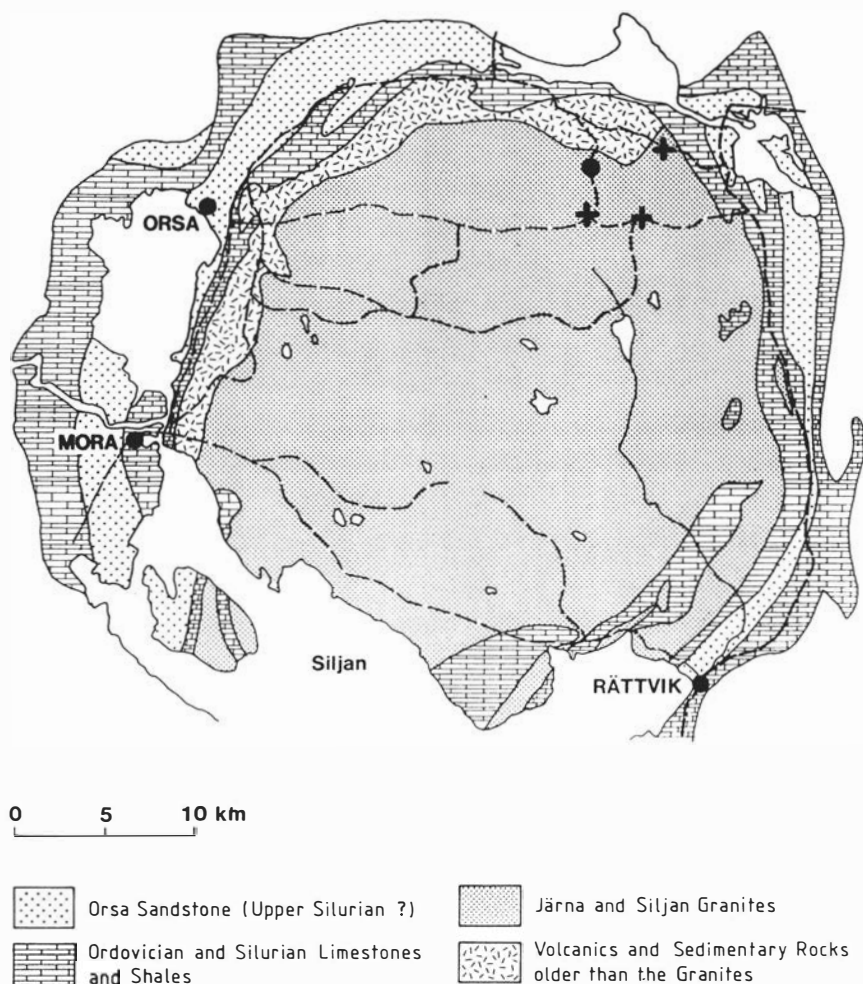 ORSA
MORA
Siljan
RÄTTVIK
0 5 10 km
Orsa Sandstone (Upper Silurian ?)
Ordovician and Silurian Limestones
and Shales
Järna and Siljan Granites
Volcanics and Sedimentary Rocks
older than the Granites